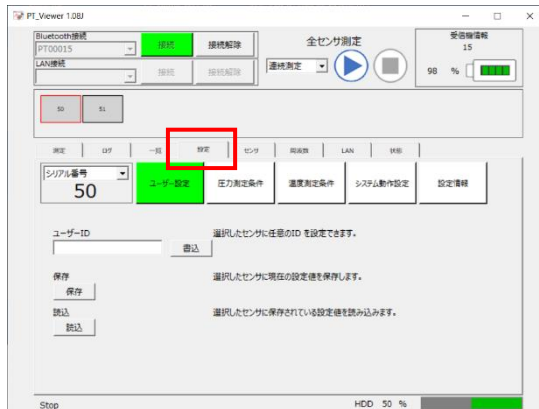 PT_Viewer 1.08J
Bluetooth接続
PT00015
接続
接続解除
LAN接続
接続
接続解除
全センサ測定
連続測定
受信機情報
15
98 %
50
51
測定
ログ
一覧
設定
センサ
周波数
LAN
状態
シリアル番号
50
ユーザー設定
圧力測定条件
温度測定条件
システム動作設定
設定情報
ユーザーID
書込
選択したセンサに任意のID を設定できます。
保存
保存
選択したセンサに現在の設定値を保存します。
読込
読込
選択したセンサに保存されている設定値を読み込みます。
Stop
HDD 50 %